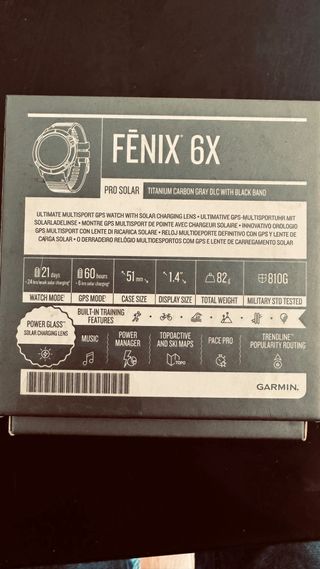 FĒNIX® 6X
PRO SOLAR TITANIUM CARBON GRAY DLC WITH BLACK BAND
ULTIMATE MULTISPORT GPS WATCH WITH SOLAR CHARGING LENS • ULTIMATIVE GPS-MULTISPORTUHR MIT
SOLARLADELINSE • MONTRE GPS MULTISPORT DE POINTE AVEC CHARGEUR SOLAIRE • INNOVATIVO OROLOGIO
GPS MULTISPORT CON LENTE DI RICARICA SOLARE • RELOJ MULTIDEPORTE DEFINITIVO CON GPS Y LENTE DE
CARGA SOLAR • O DERRADEIRO RELÓGIO MULTIDESPORTOS COM GPS E LENTE DE CARREGAMENTO SOLAR
21 days 60 hours 51 mm 1.4" 82 g 810G
WATCH MODE GPS MODE CASE SIZE DISPLAY SIZE TOTAL WEIGHT MILITARY STD TESTED
BUILT-IN TRAINING
FEATURES
POWER GLASS™
SOLAR CHARGING LENS
MUSIC
POWER
MANAGER
TOPOACTIVE
AND SKI MAPS
TOPO
PACE PRO
TRENDLINE™
POPULARITY ROUTING
GARMIN.